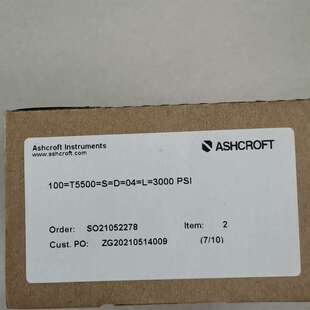 Ashcroft Instruments
www.ashcroft.com
ASHCROFT
100=T5500=S=D=04=L=3000 PSI
Order: SO21052278 Item: 2
Cust. PO: ZG20210514009 (7/10)